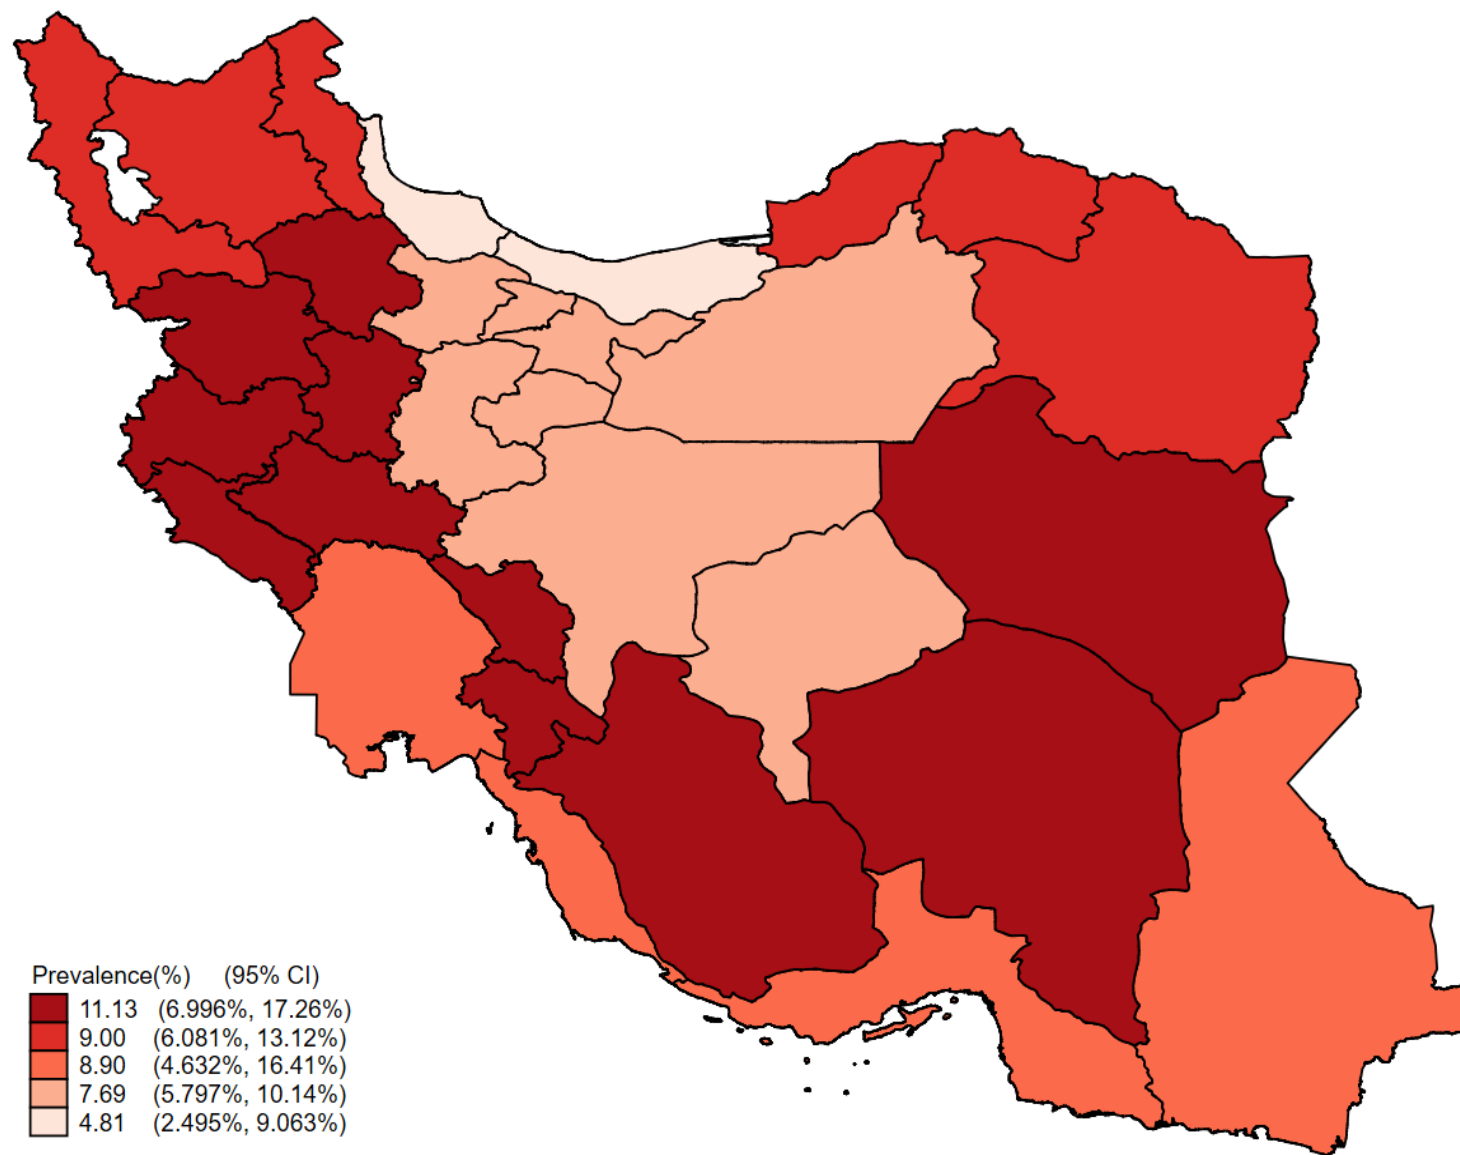 Prevalence(%) (95% CI)
11.13 (6.996%, 17.26%)
9.00 (6.081%, 13.12%)
8.90 (4.632%, 16.41%)
7.69 (5.797%, 10.14%)
4.81 (2.495%, 9.063%)